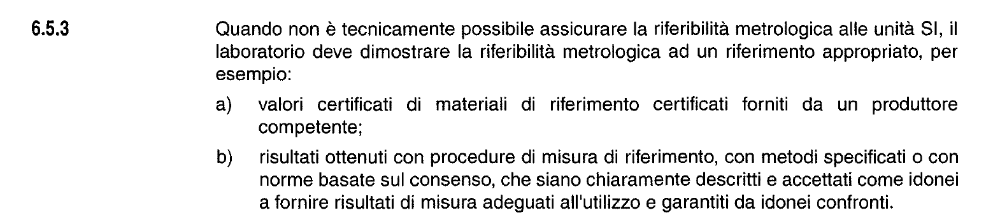 6.5.3 Quando non è tecnicamente possibile assicurare la riferibilità metrologica alle unità SI, il
laboratorio deve dimostrare la riferibilità metrologica ad un riferimento appropriato, per
esempio:
a) valori certificati di materiali di riferimento certificati forniti da un produttore
competente;
b) risultati ottenuti con procedure di misura di riferimento, con metodi specificati o con
norme basate sul consenso, che siano chiaramente descritti e accettati come idonei
a fornire risultati di misura adeguati all'utilizzo e garantiti da idonei confronti.